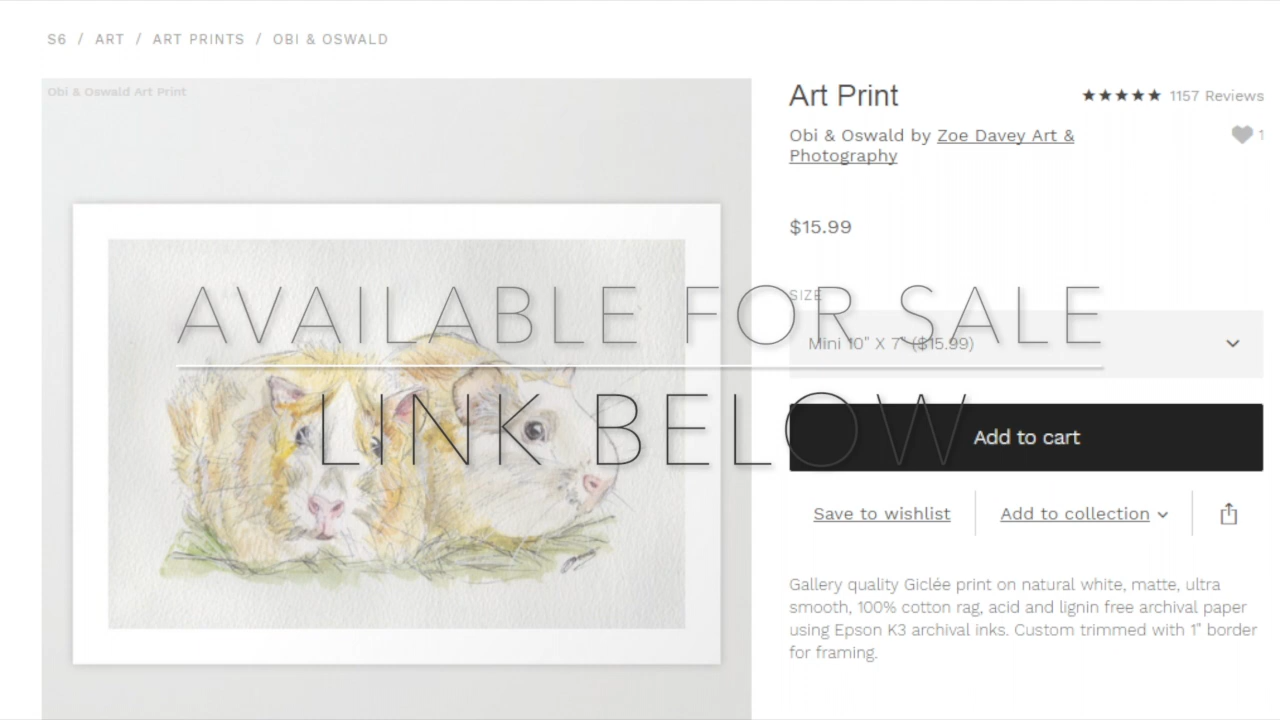 S6 / ART / ART PRINTS / OBI & OSWALD
Obi & Oswald Art Print
Art Print
★★★★★ 1157 Reviews
Obi & Oswald by Zoe Davey Art &
Photography
1
$15.99
SIZE
Mini 10" X 7" ($15.99)
AVAILABLE FOR SALE
LINK BELOW
Add to cart
Save to wishlist
Add to collection
Gallery quality Giclée print on natural white, matte, ultra
smooth, 100% cotton rag, acid and lignin free archival paper
using Epson K3 archival inks. Custom trimmed with 1" border
for framing.